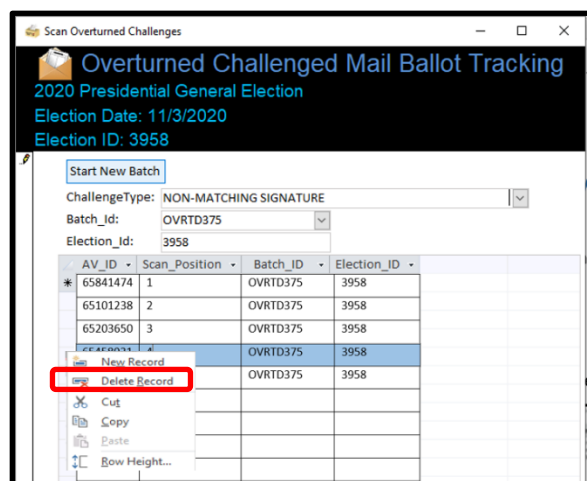 Scan Overturned Challenges
Overturned Challenged Mail Ballot Tracking
2020 Presidential General Election
Election Date: 11/3/2020
Election ID: 3958
Start New Batch
ChallengeType: NON-MATCHING SIGNATURE
Batch_Id: OVRTD375
Election_Id: 3958
AV_ID Scan_Position Batch_ID Election_ID
65841474 1 OVRTD375 3958
65101238 2 OVRTD375 3958
65203650 3 OVRTD375 3958
4 OVRTD375 3958
OVRTD375 3958
New Record
Delete Record
Cut
Copy
Paste
Row Height...